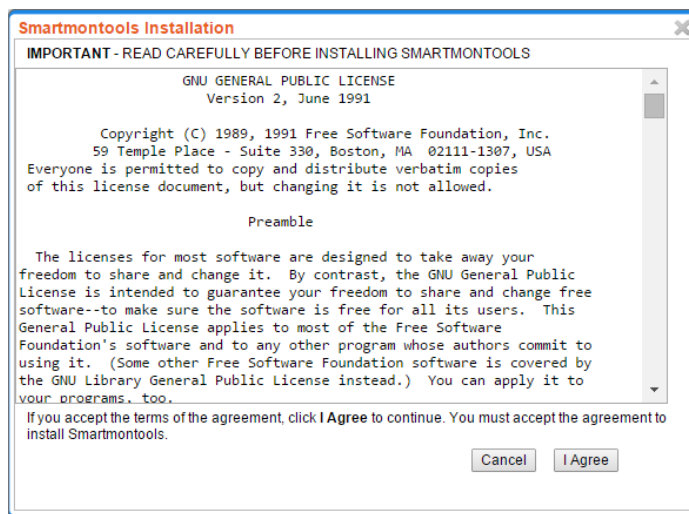 Smartmontools Installation
IMPORTANT - READ CAREFULLY BEFORE INSTALLING SMARTMONTOOLS
GNU GENERAL PUBLIC LICENSE
Version 2, June 1991
Copyright (C) 1989, 1991 Free Software Foundation, Inc.
59 Temple Place - Suite 330, Boston, MA  02111-1307, USA
Everyone is permitted to copy and distribute verbatim copies
of this license document, but changing it is not allowed.
Preamble
The licenses for most software are designed to take away your
freedom to share and change it.  By contrast, the GNU General Public
License is intended to guarantee your freedom to share and change free
software--to make sure the software is free for all its users.  This
General Public License applies to most of the Free Software
Foundation's software and to any other program whose authors commit to
using it.  (Some other Free Software Foundation software is covered by
the GNU Library General Public License instead.)  You can apply it to
your programs, too.
If you accept the terms of the agreement, click I Agree to continue. You must accept the agreement to
install Smartmontools.
Cancel I Agree